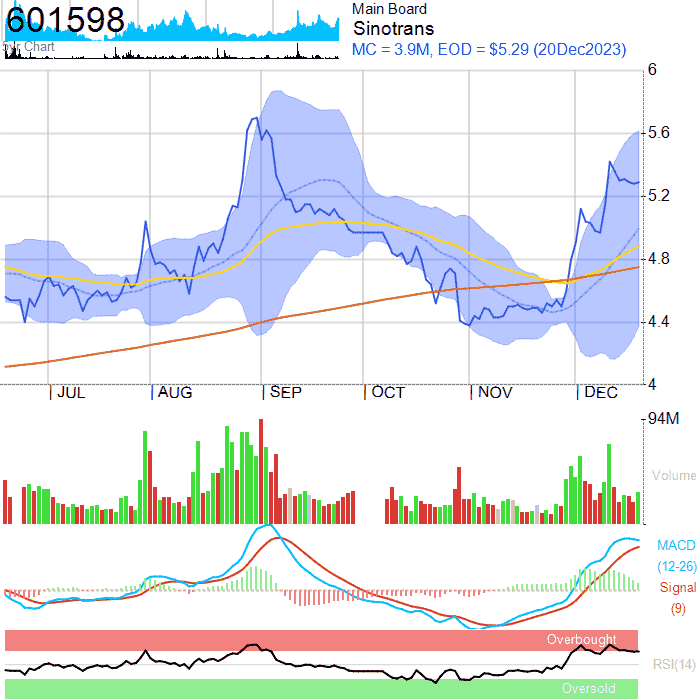 601598
5yr Chart
Main Board
Sinotrans
MC = 3.9M, EOD = $5.29 (20Dec2023)
6
5.6
5.2
4.8
4.4
4
JUL AUG SEP OCT NOV DEC
94M
Volume
MACD
(12-26)
Signal
(9)
Overbought
RSI(14)
Oversold